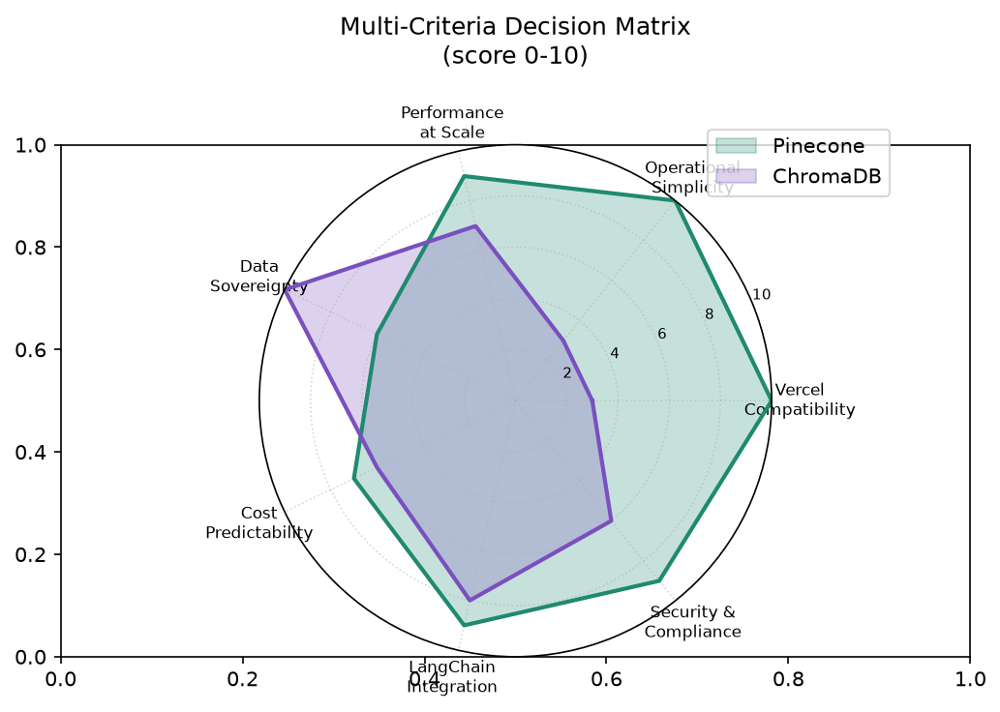 Multi-Criteria Decision Matrix
(score 0-10)
Performance
at Scale
Operational
Simplicity
Pinecone
ChromaDB
Data
Sovereignty
Vercel
Compatibility
Cost
Predictability
Security &
Compliance
LangChain
Integration
2
4
6
8
10
1.0
0.8
0.6
0.4
0.2
0.0
0.0
0.2
0.4
0.6
0.8
1.0